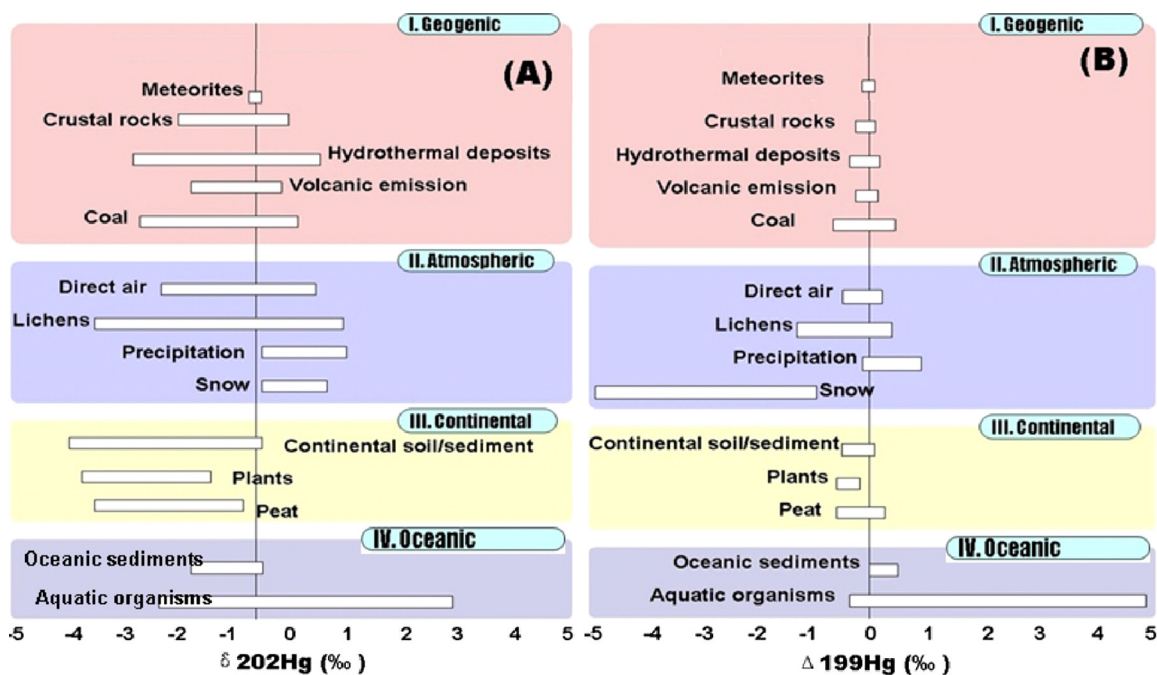 I. Geogenic
(A)
Meteorites
Crustal rocks
Hydrothermal deposits
Volcanic emission
Coal
II. Atmospheric
Direct air
Lichens
Precipitation
Snow
III. Continental
Continental soil/sediment
Plants
Peat
IV. Oceanic
Oceanic sediments
Aquatic organisms
-5 -4 -3 -2 -1 0 1 2 3 4 5
δ 202Hg (‰)
I. Geogenic
(B)
Meteorites
Crustal rocks
Hydrothermal deposits
Volcanic emission
Coal
II. Atmospheric
Direct air
Lichens
Precipitation
Snow
III. Continental
Continental soil/sediment
Plants
Peat
IV. Oceanic
Oceanic sediments
Aquatic organisms
-5 -4 -3 -2 -1 0 1 2 3 4 5
Δ 199Hg (‰)